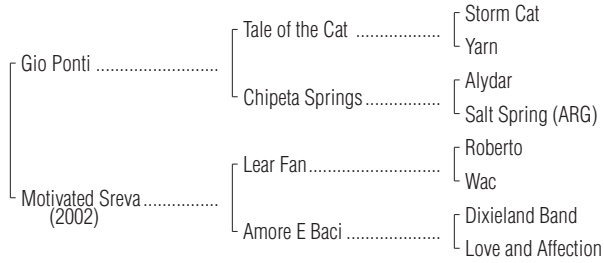 Storm Cat
Tale of the Cat ..................
Yarn
Gio Ponti ..........................
Alydar
Chipeta Springs................
Salt Spring (ARG)
Roberto
Lear Fan............................
Wac
Motivated Sreva................
(2002)
Dixieland Band
Amore E Baci ....................
Love and Affection